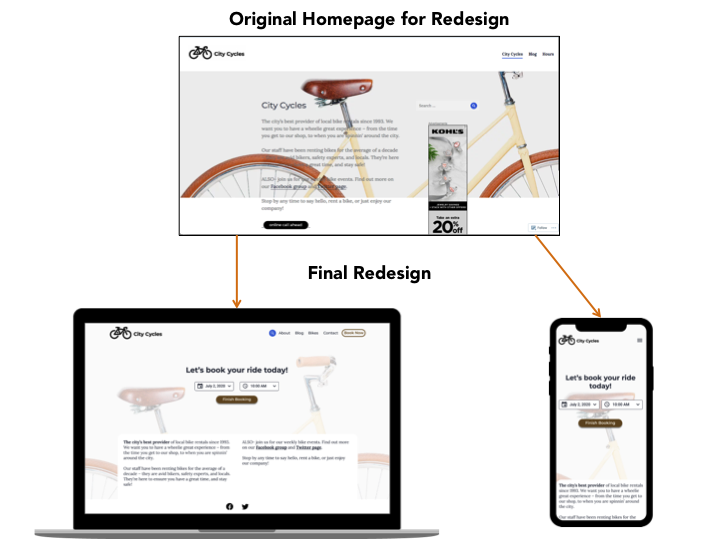 Original Homepage for Redesign
City Cycles
City Cycles Blog Hours
City Cycles
Search ...
The city's best provider of local bike rentals since 1993. We
want you to have a wheelie great experience – from the time
you get to our shop, to when you are spinnin' around the city.
Our staff have been renting bikes for the average of a decade
bikers, safety experts, and locals. They're here
great time, and stay safe!
ALSO: join us for our weekly bike events. Find out more on
our Facebook group and Twitter page.
Stop by any time to say hello, rent a bike, or just enjoy our
company!
online-call ahead
KOHL'S
Take an extra
20% off
Follow
Final Redesign
City Cycles
About Blog Bikes Contact Book Now
Let's book your ride today!
July 2, 2020 10:00 AM
Finish Booking
The city's best provider of local bike rentals since 1993.
We want you to have a wheelie great experience – from
the time you get to our shop, to when you are spinnin'
around the city.
Our staff have been renting bikes for the average of a
decade – they are avid bikers, safety experts, and locals.
They're here to ensure you have a great time, and stay
safe!
ALSO: join us for our weekly bike events. Find out more
on our Facebook group and Twitter page.
Stop by any time to say hello, rent a bike, or just enjoy
our company!
City Cycles
Let's book your ride
today!
July 2, 2020 10:00 AM
Finish Booking
The city's best provider of local bike rentals
since 1993. We want you to have a wheelie
great experience – from the time you get to
our shop, to when you are spinnin' around
the city.
Our staff have been renting bikes for the